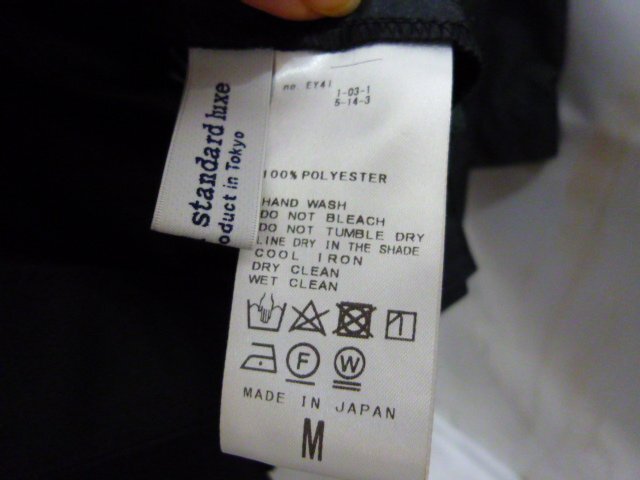 standard luxe
oduct in Tokyo
ne. EY41
1-03-1
5-14-3
100% POLYESTER
HAND WASH
DO NOT BLEACH
DO NOT TUMBLE DRY
LINE DRY IN THE SHADE
COOL IRON
DRY CLEAN
WET CLEAN
F
W
MADE IN JAPAN
M